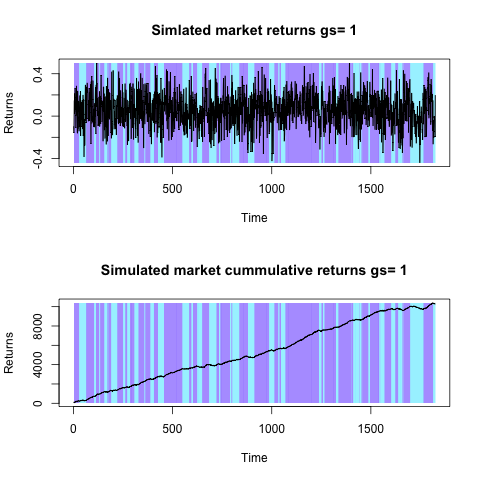 Simlated market returns gs= 1
Returns
0.4
0.0
-0.4
0 500 1000 1500
Time
Simulated market cummulative returns gs= 1
Returns
8000
4000
0
0 500 1000 1500
Time